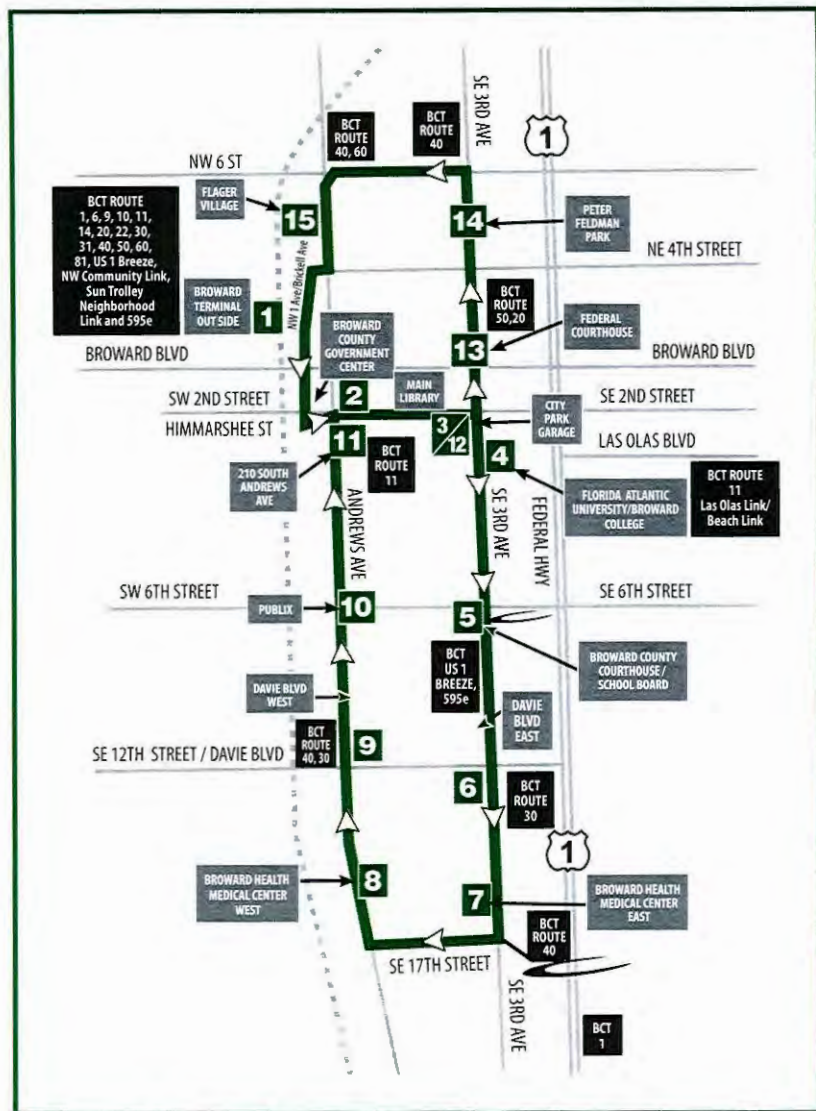 SE 3RD AVE
1
BCT
ROUTE
40, 60
BCT
ROUTE
40
NW 6 ST
BCT ROUTE
1, 6, 9, 10, 11,
14, 20, 22, 30,
31, 40, 50, 60,
81, US 1 Breeze,
NW Community Link,
Sun Trolley
Neighborhood
Link and 595e
FLAGER
VILLAGE
15
14
PETER
FELDMAN
PARK
NE 4TH STREET
NW 1 Ave/Brickell Ave
BROWARD
TERMINAL
OUT SIDE
1
BCT
ROUTE
50,20
BROWARD
COUNTY
GOVERNMENT
CENTER
13
FEDERAL
COURTHOUSE
BROWARD BLVD
BROWARD BLVD
MAIN
LIBRARY
SW 2ND STREET
2
SE 2ND STREET
HIMMARSHEE ST
3/12
CITY
PARK
GARAGE
LAS OLAS BLVD
11
BCT
ROUTE
11
4
210 SOUTH
ANDREWS
AVE
FLORIDA ATLANTIC
UNIVERSITY/BROWARD
COLLEGE
BCT ROUTE
11
Las Olas Link/
Beach Link
ANDREWS AVE
SE 3RD AVE
FEDERAL HWY
SW 6TH STREET
SE 6TH STREET
PUBLIX
10
5
BCT
US 1
BREEZE,
595e
BROWARD COUNTY
COURTHOUSE/
SCHOOL BOARD
DAVIE BLVD
WEST
DAVIE
BLVD
EAST
BCT
ROUTE
40, 30
9
SE 12TH STREET / DAVIE BLVD
6
BCT
ROUTE
30
1
BROWARD HEALTH
MEDICAL CENTER
WEST
8
7
BROWARD HEALTH
MEDICAL CENTER
EAST
BCT
ROUTE
40
SE 17TH STREET
SE 3RD AVE
BCT
1